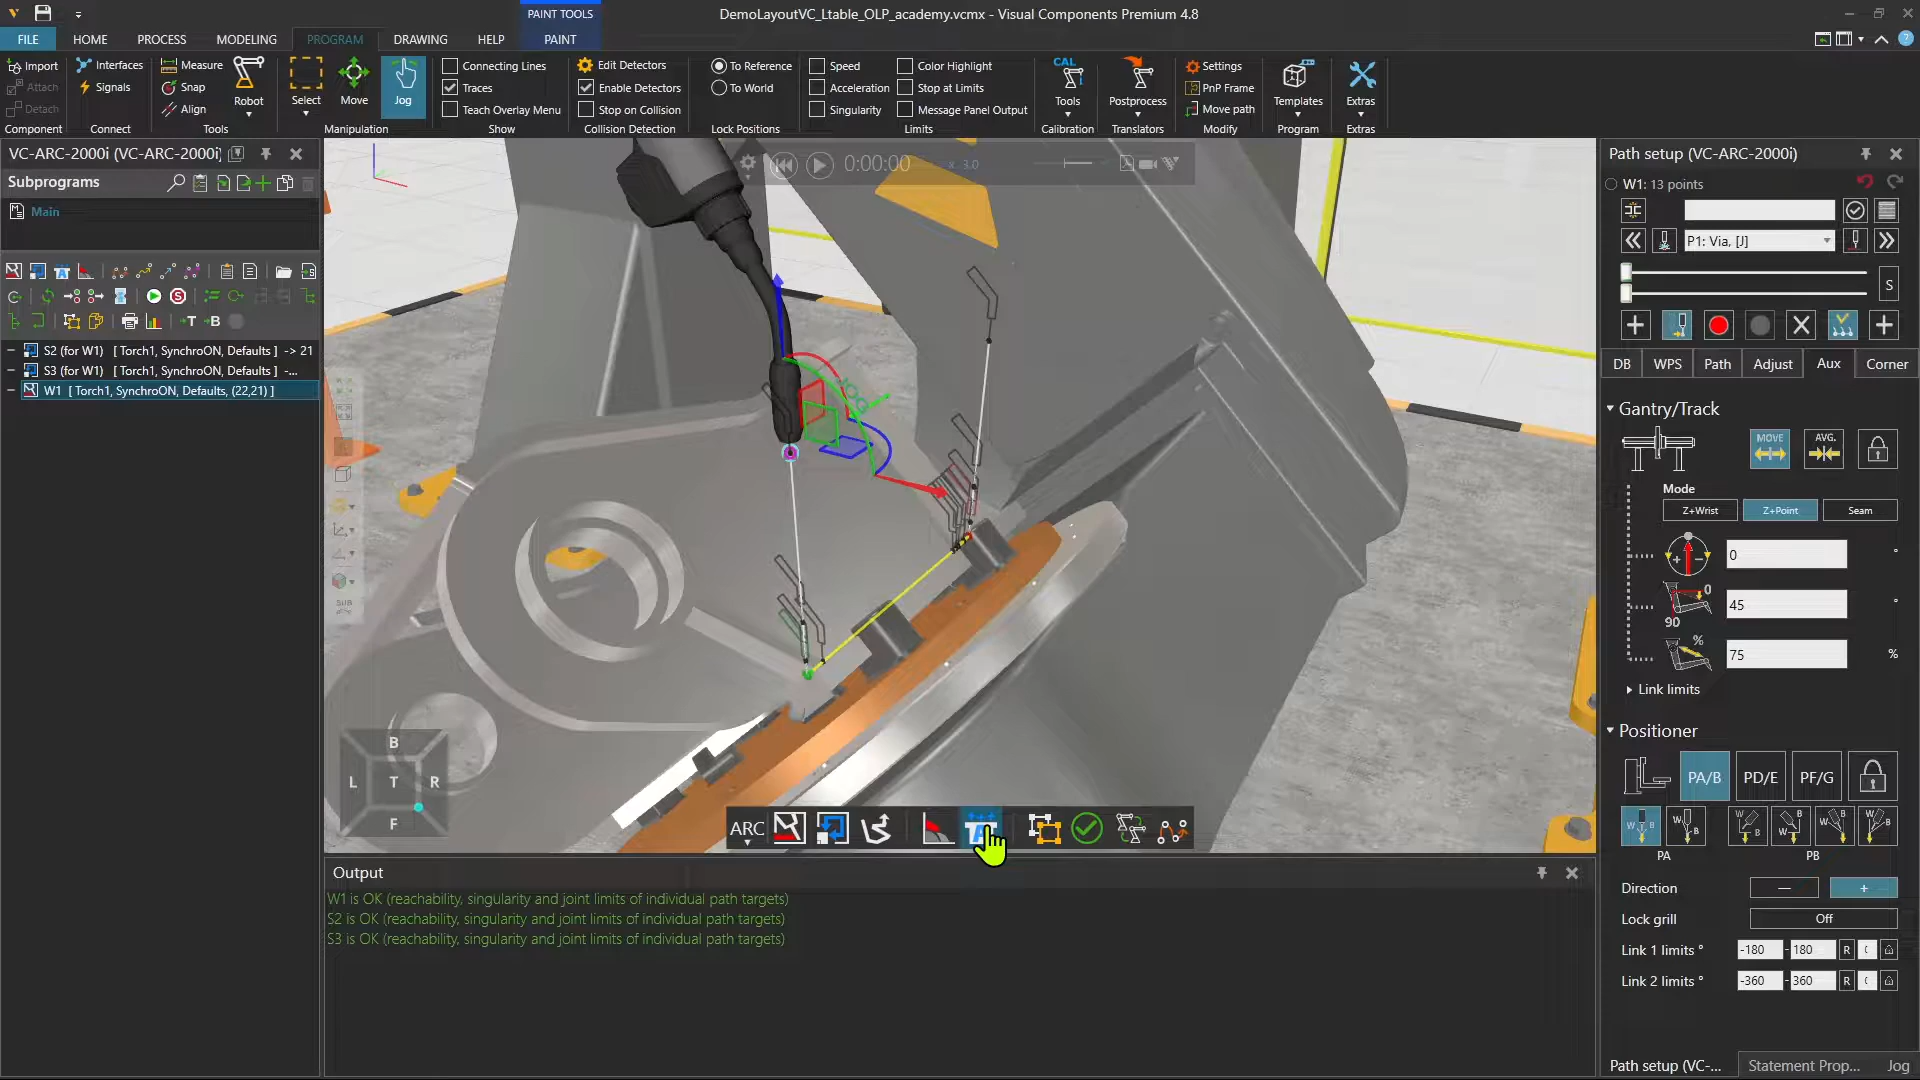 PAINT TOOLS
DemoLayoutVC_Ltable_OLP_academy.vcmx - Visual Components Premium 4.8
FILE HOME PROCESS MODELING PROGRAM DRAWING HELP PAINT
Import Interfaces Measure Connecting Lines Edit Detectors To Reference Speed Color Highlight CAL Settings
Attach Signals Snap Robot Select Move Jog Traces Enable Detectors To World Acceleration Stop at Limits Tools Postprocess PnP Frame Templates Extras
Detach Align Teach Overlay Menu Stop on Collision Singularity Message Panel Output Move path
Component Connect Tools Manipulation Show Collision Detection Lock Positions Limits Calibration Translators Modify Program Extras
VC-ARC-2000i (VC-ARC-2000i)
Subprograms
Main
S2 (for W1) [ Torch1, SynchroON, Defaults ] -> 21
S3 (for W1) [ Torch1, SynchroON, Defaults ] -...
W1 [ Torch1, SynchroON, Defaults, (22,21) ]
0:00:00 x 3.0
JOG
SUB
B
L T R
F
ARC
Output
W1 is OK (reachability, singularity and joint limits of individual path targets)
S2 is OK (reachability, singularity and joint limits of individual path targets)
S3 is OK (reachability, singularity and joint limits of individual path targets)
Path setup (VC-ARC-2000i)
W1: 13 points
P1: Via, [J]
S
DB WPS Path Adjust Aux Corner
Gantry/Track
MOVE AVG.
Mode
Z+Wrist Z+Point Seam
0 °
0
45 °
90
%
75 %
Link limits
Positioner
PA/B PD/E PF/G
W B W B W B W B W B W B
PA PB
Direction — +
Lock grill Off
Link 1 limits ° -180 - 180 R
Link 2 limits ° -360 - 360 R
Path setup (VC-... Statement Prop... Jog